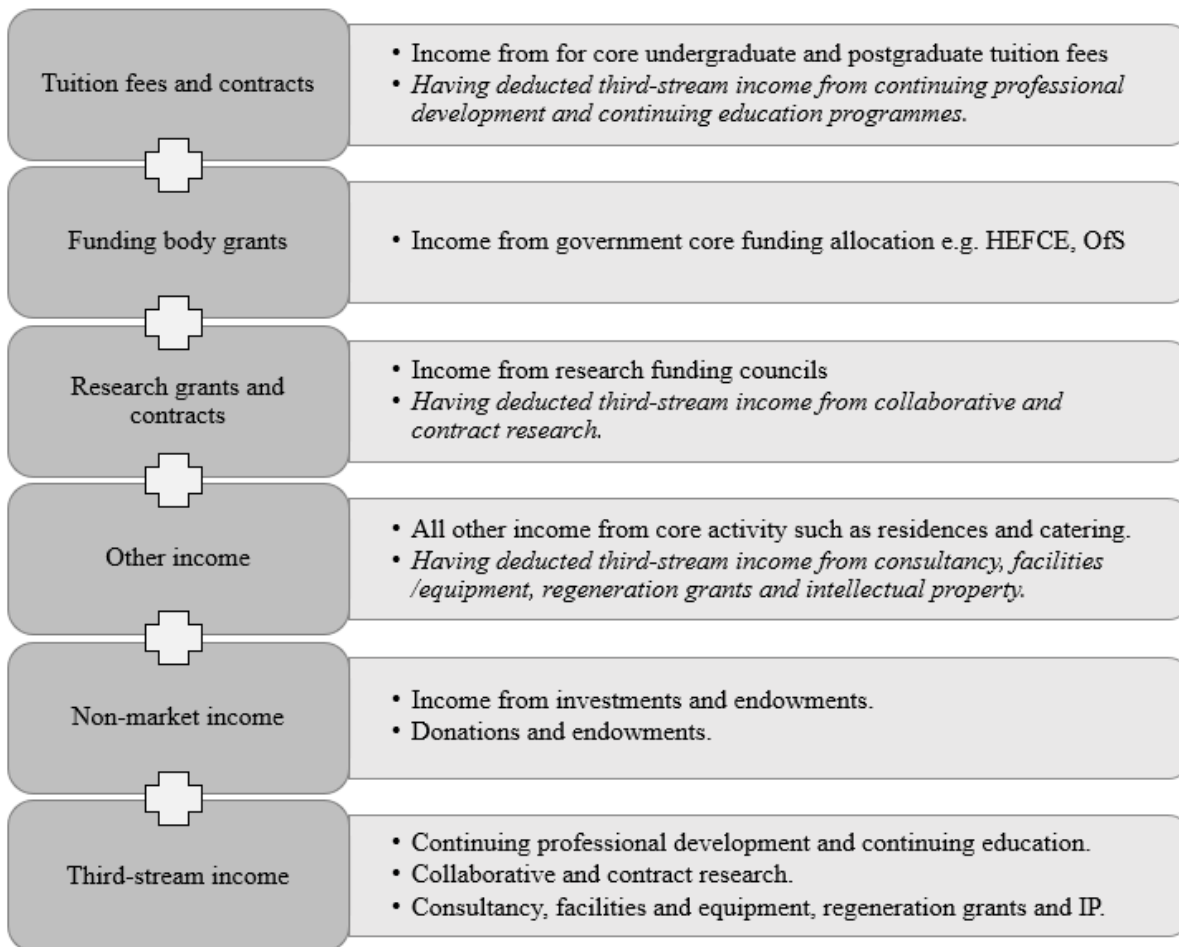 Tuition fees and contracts
• Income from for core undergraduate and postgraduate tuition fees
• Having deducted third-stream income from continuing professional
development and continuing education programmes.
Funding body grants
• Income from government core funding allocation e.g. HEFCE, OfS
Research grants and
contracts
• Income from research funding councils
• Having deducted third-stream income from collaborative and
contract research.
Other income
• All other income from core activity such as residences and catering.
• Having deducted third-stream income from consultancy, facilities
/equipment, regeneration grants and intellectual property.
Non-market income
• Income from investments and endowments.
• Donations and endowments.
Third-stream income
• Continuing professional development and continuing education.
• Collaborative and contract research.
• Consultancy, facilities and equipment, regeneration grants and IP.